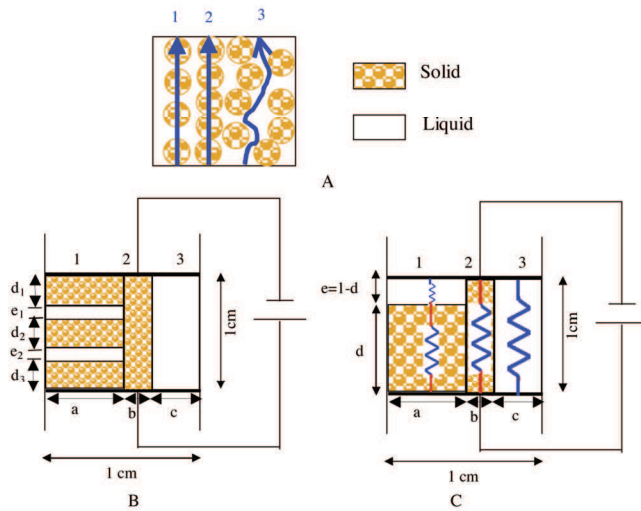 1 2 3
Solid
Liquid
A
1 2 3
d1
e1
d2
e2
d3
1cm
a b c
1 cm
B
1 2 3
e=1-d
d
1cm
a b c
1 cm
C